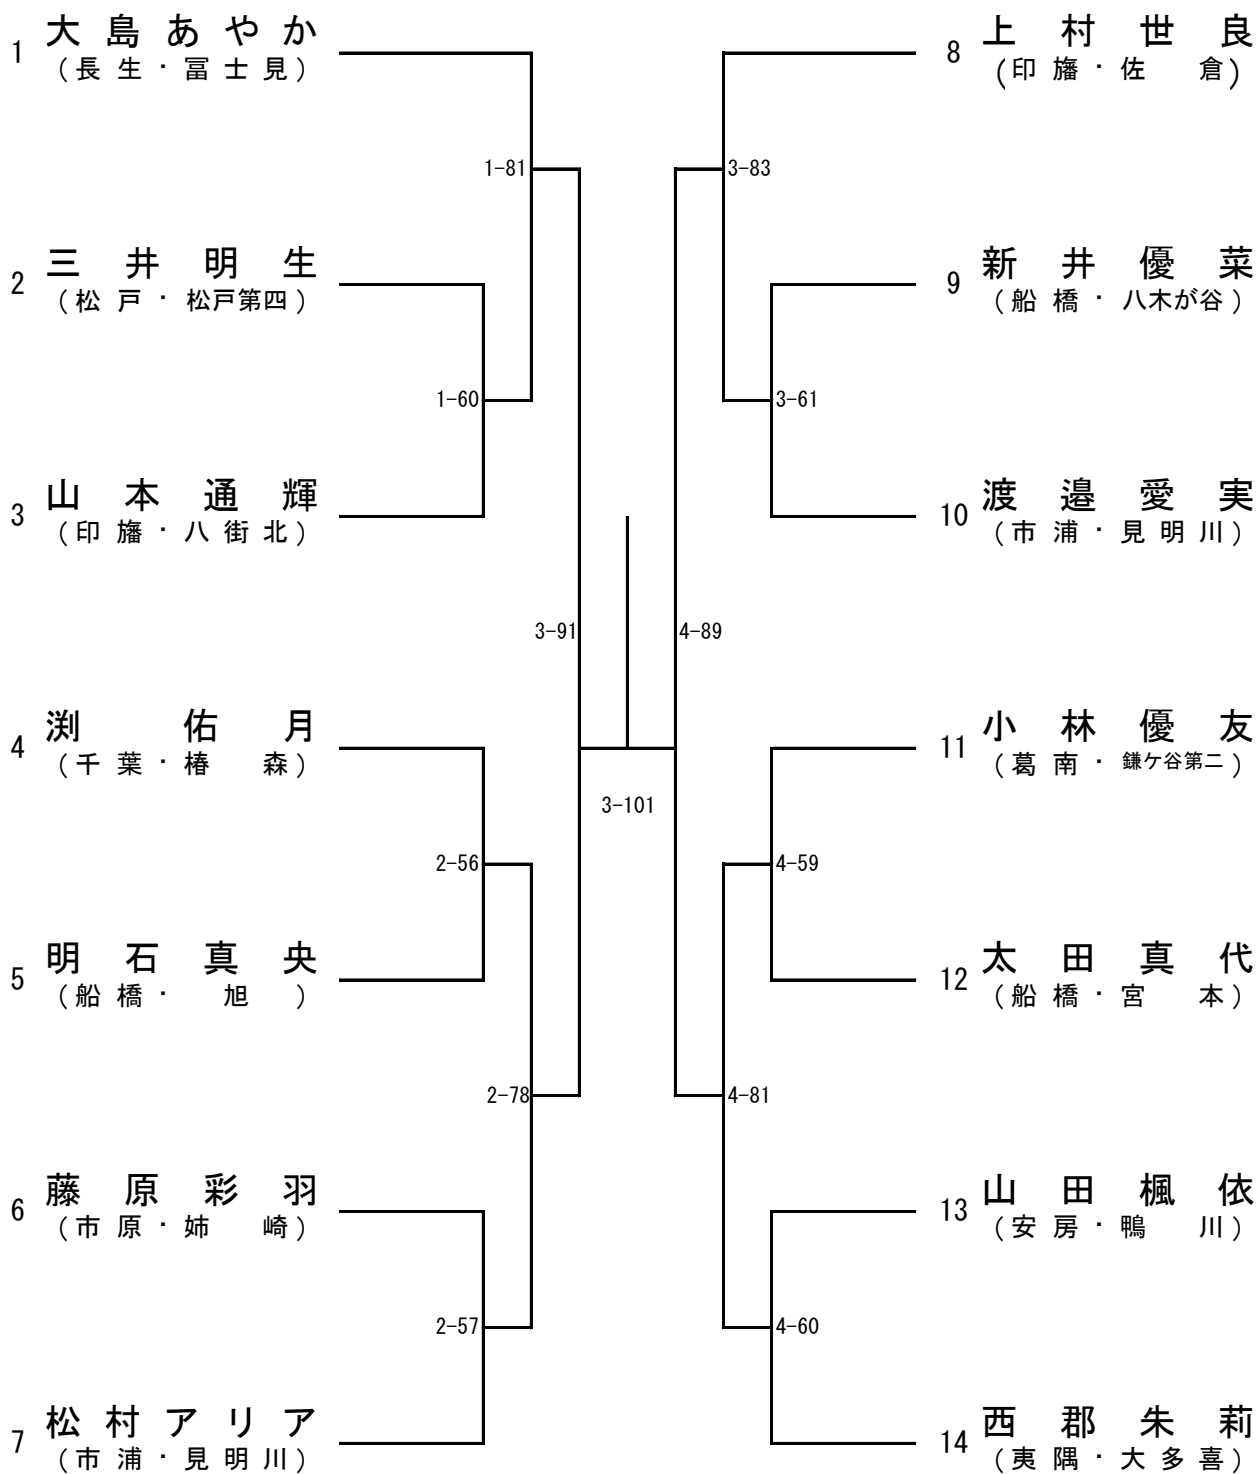 1 大島あやか
(長生・冨士見)
1-81
2 三井明生
(松戸・松戸第四)
1-60
3 山本通輝
(印旛・八街北)
3-91
4 渕佑月
(千葉・椿森)
2-56
5 明石真央
(船橋・旭)
2-78
6 藤原彩羽
(市原・姉崎)
2-57
7 松村アリア
(市浦・見明川)
3-101
8 上村世良
(印旛・佐倉)
3-83
9 新井優菜
(船橋・八木が谷)
3-61
10 渡邉愛実
(市浦・見明川)
4-89
11 小林優友
(葛南・鎌ケ谷第二)
4-59
12 太田真代
(船橋・宮本)
4-81
13 山田楓依
(安房・鴨川)
4-60
14 西郡朱莉
(夷隅・大多喜)